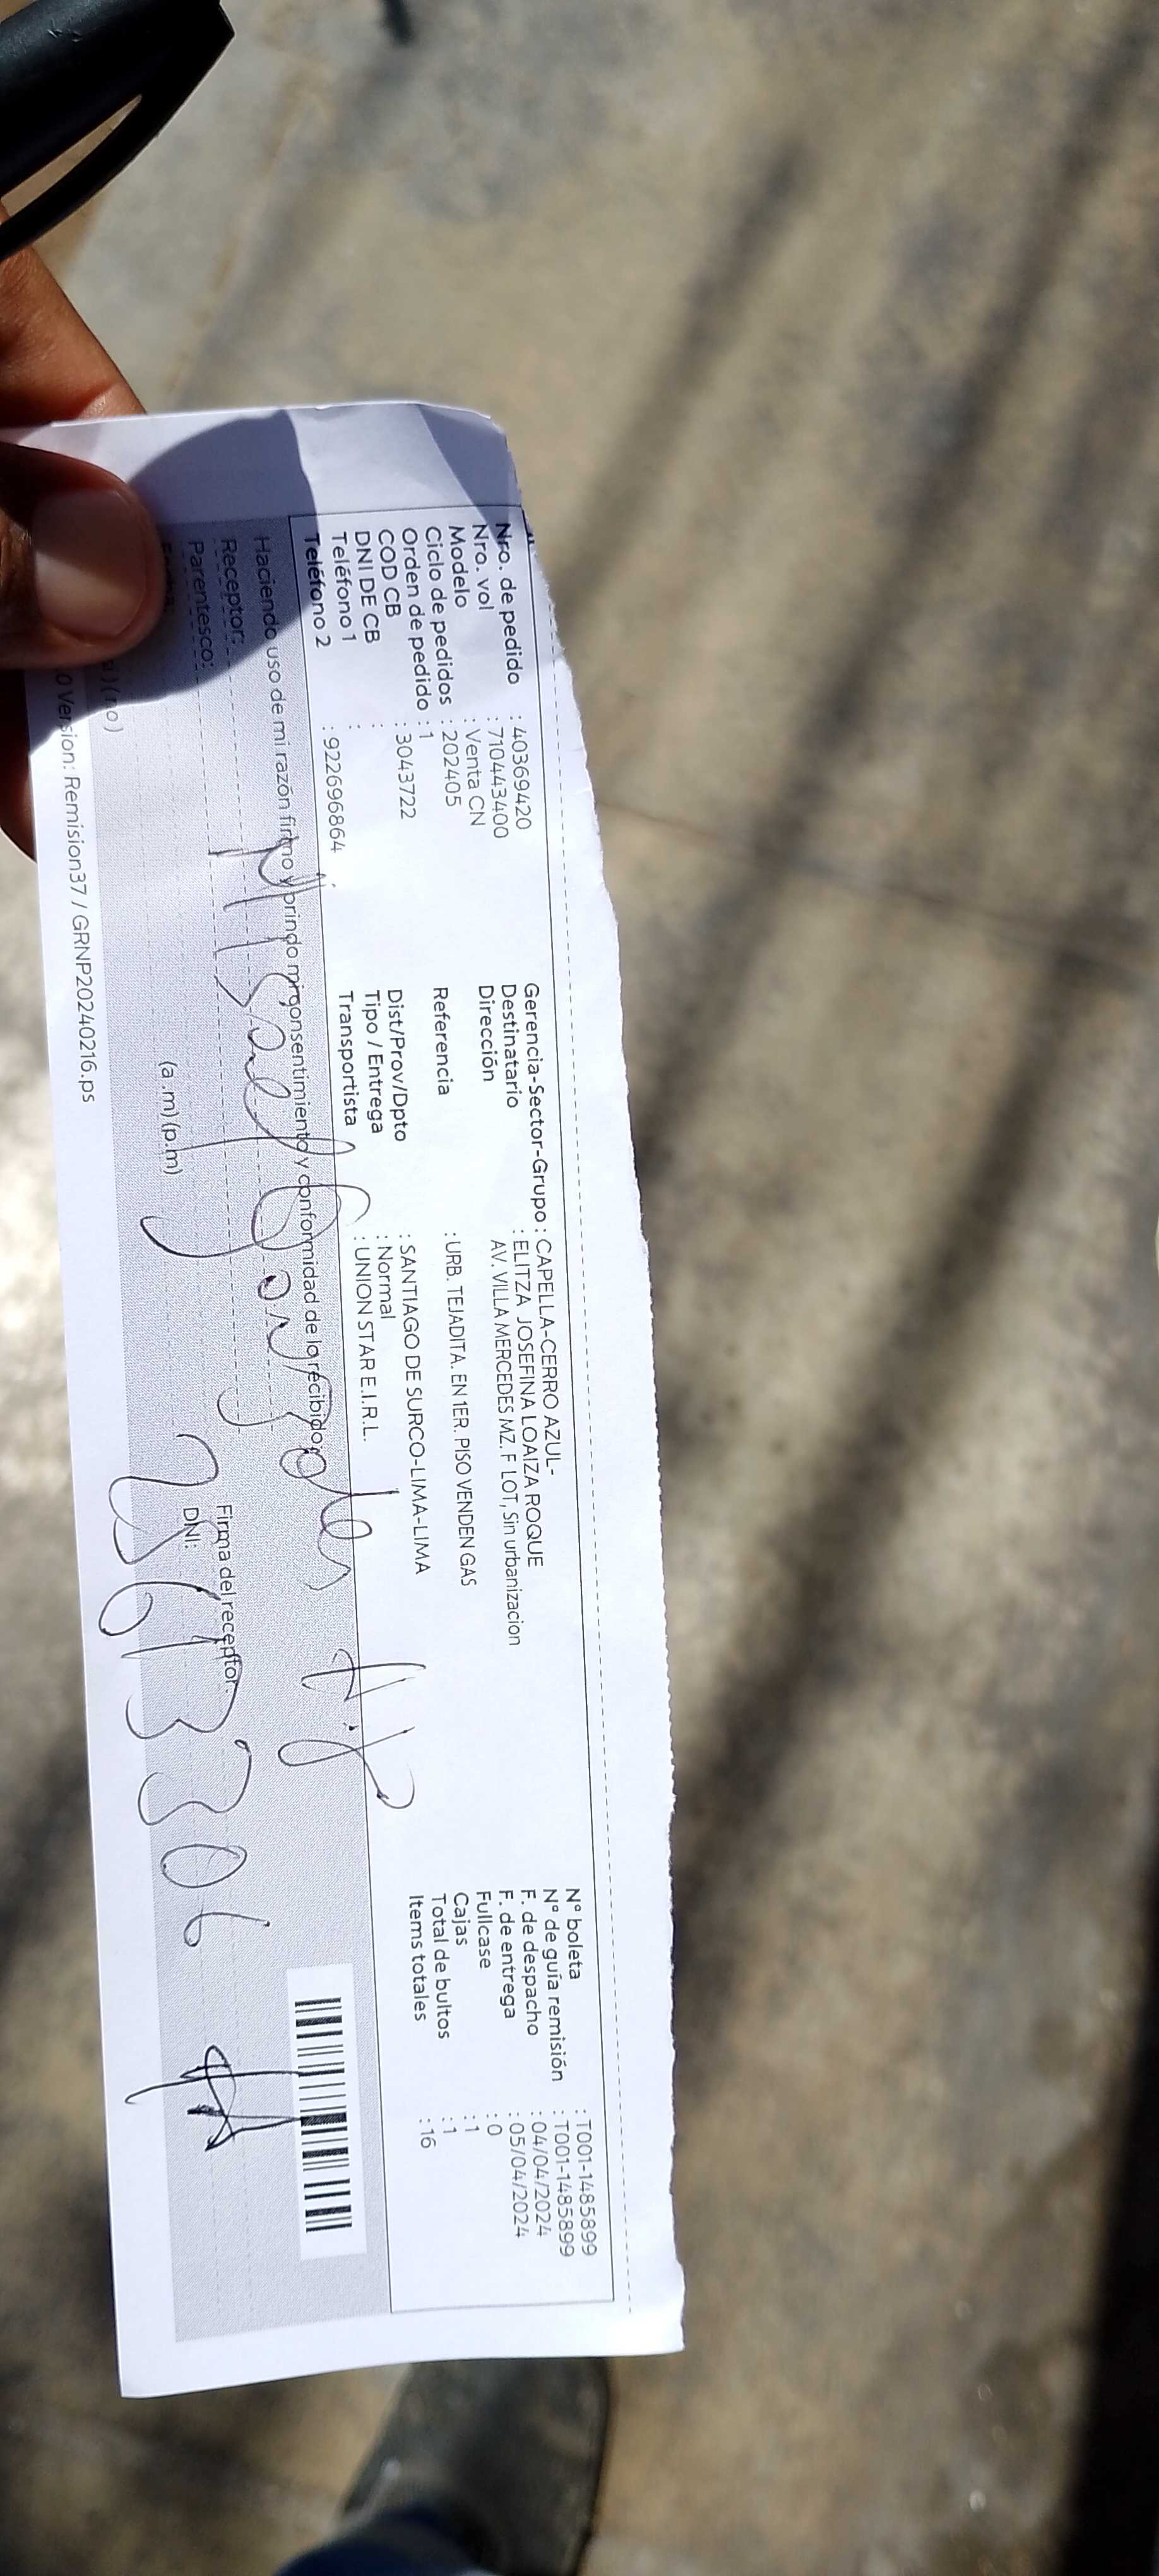 Nro. de pedido : 40369420
Nro. vol : 710443400
Modelo : Venta CN
Ciclo de pedidos : 202405
Orden de pedido : 1
COD CB : 3043722
DNI DE CB :
Teléfono 1 :
Teléfono 2 : 922696864
Gerencia-Sector-Grupo : CAPELLA-CERRO AZUL-
Destinatario : ELITZA JOSEFINA LOAIZA ROQUE
Dirección AV. VILLA MERCEDES MZ. F LOT, Sin urbanizacion
Referencia : URB. TEJADITA. EN 1ER. PISO VENDEN GAS
Dist/Prov/Dpto : SANTIAGO DE SURCO-LIMA-LIMA
Tipo / Entrega : Normal
Transportista : UNION STAR E.I.R.L.
N° boleta : T001-1485899
N° de guía remisión : T001-1485899
F. de despacho : 04/04/2024
F. de entrega : 05/04/2024
Fullcase : 0
Cajas : 1
Total de bultos : 1
Items totales : 16
Haciendo uso de mi razón firmo y brindo mi consentimiento y conformidad de lo recibido:
Receptor:
Parentesco:
(a.m) (p.m)
Firma del receptor
DNI:
) (no)
Version: Remision37 / GRNP20240216.ps